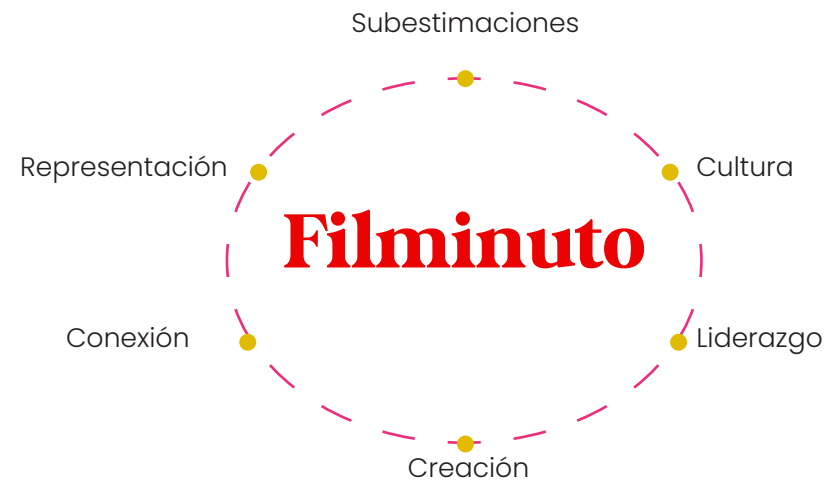 Subestimaciones
Representación
Cultura
Filminuto
Conexión
Liderazgo
Creación